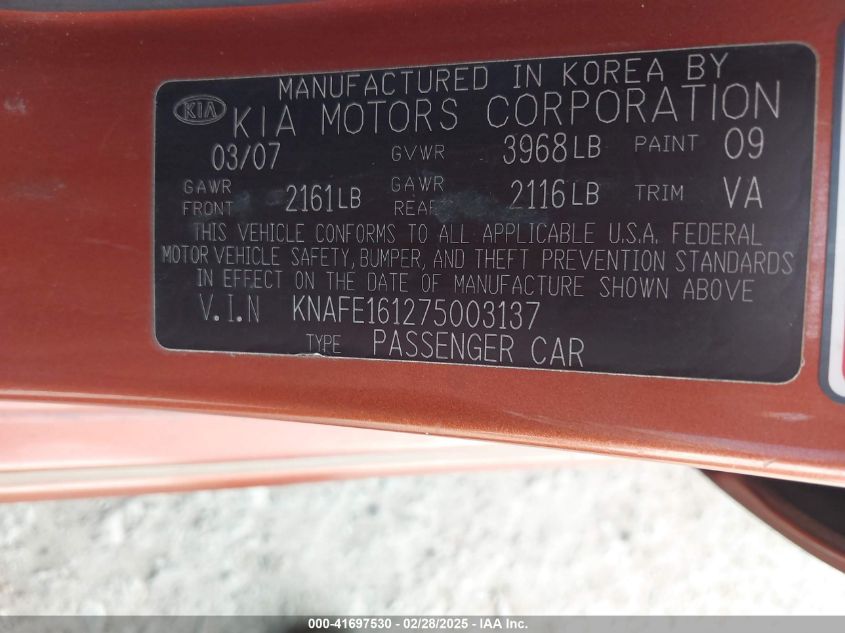 MANUFACTURED IN KOREA BY
KIA KIA MOTORS CORPORATION
03/07 GVWR 3968LB PAINT 09
GAWR FRONT 2161LB GAWR REAR 2116LB TRIM VA
THIS VEHICLE CONFORMS TO ALL APPLICABLE U.S.A. FEDERAL
MOTOR VEHICLE SAFETY, BUMPER, AND THEFT PREVENTION STANDARDS
IN EFFECT ON THE DATE OF MANUFACTURE SHOWN ABOVE
V.I.N KNAFE161275003137
TYPE PASSENGER CAR
000-41697530 - 02/28/2025 - IAA Inc.